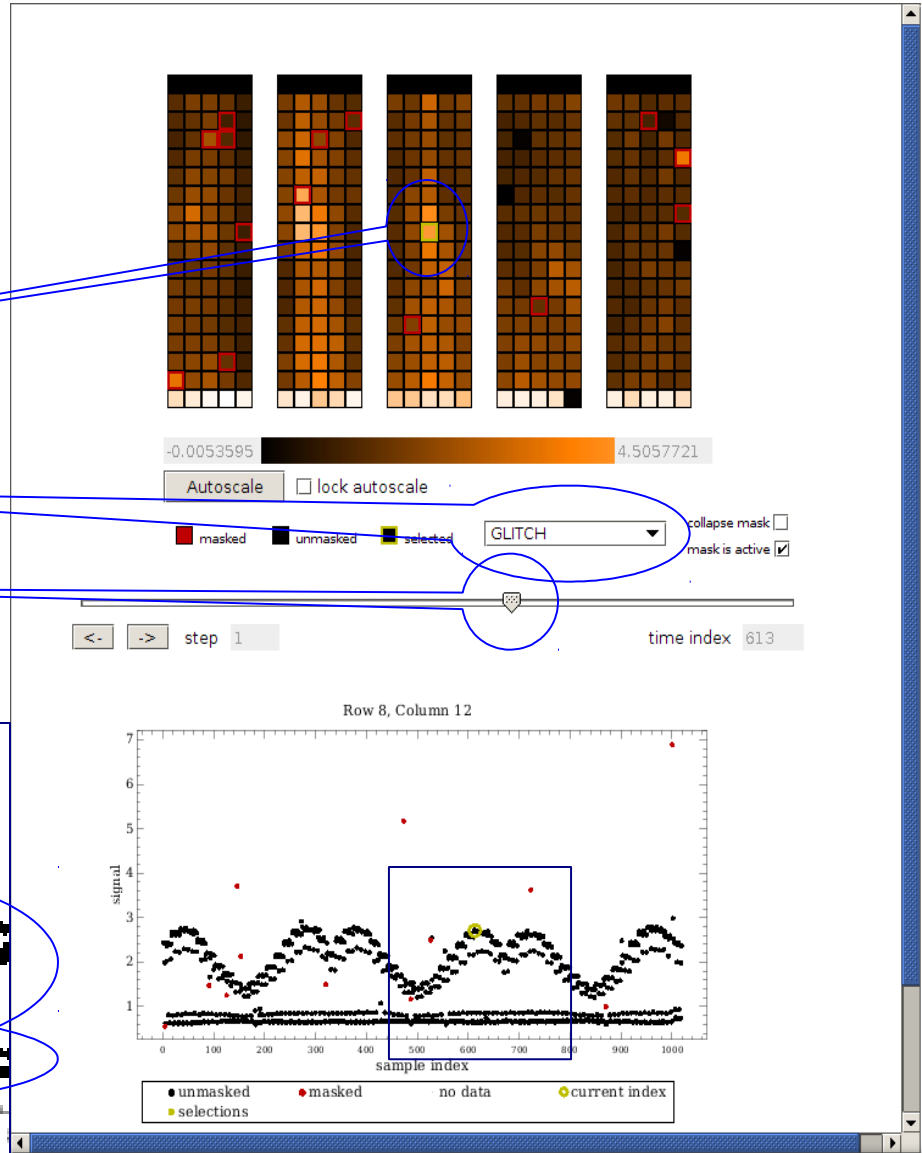 -0.0053595 4.5057721
Autoscale lock autoscale
masked unmasked selected GLITCH collapse mask
mask is active
<- -> step 1 time index 613
Row 8, Column 12
signal
7
6
5
4
3
2
1
0 100 200 300 400 500 600 700 800 900 1000
sample index
unmasked masked no data current index
selections